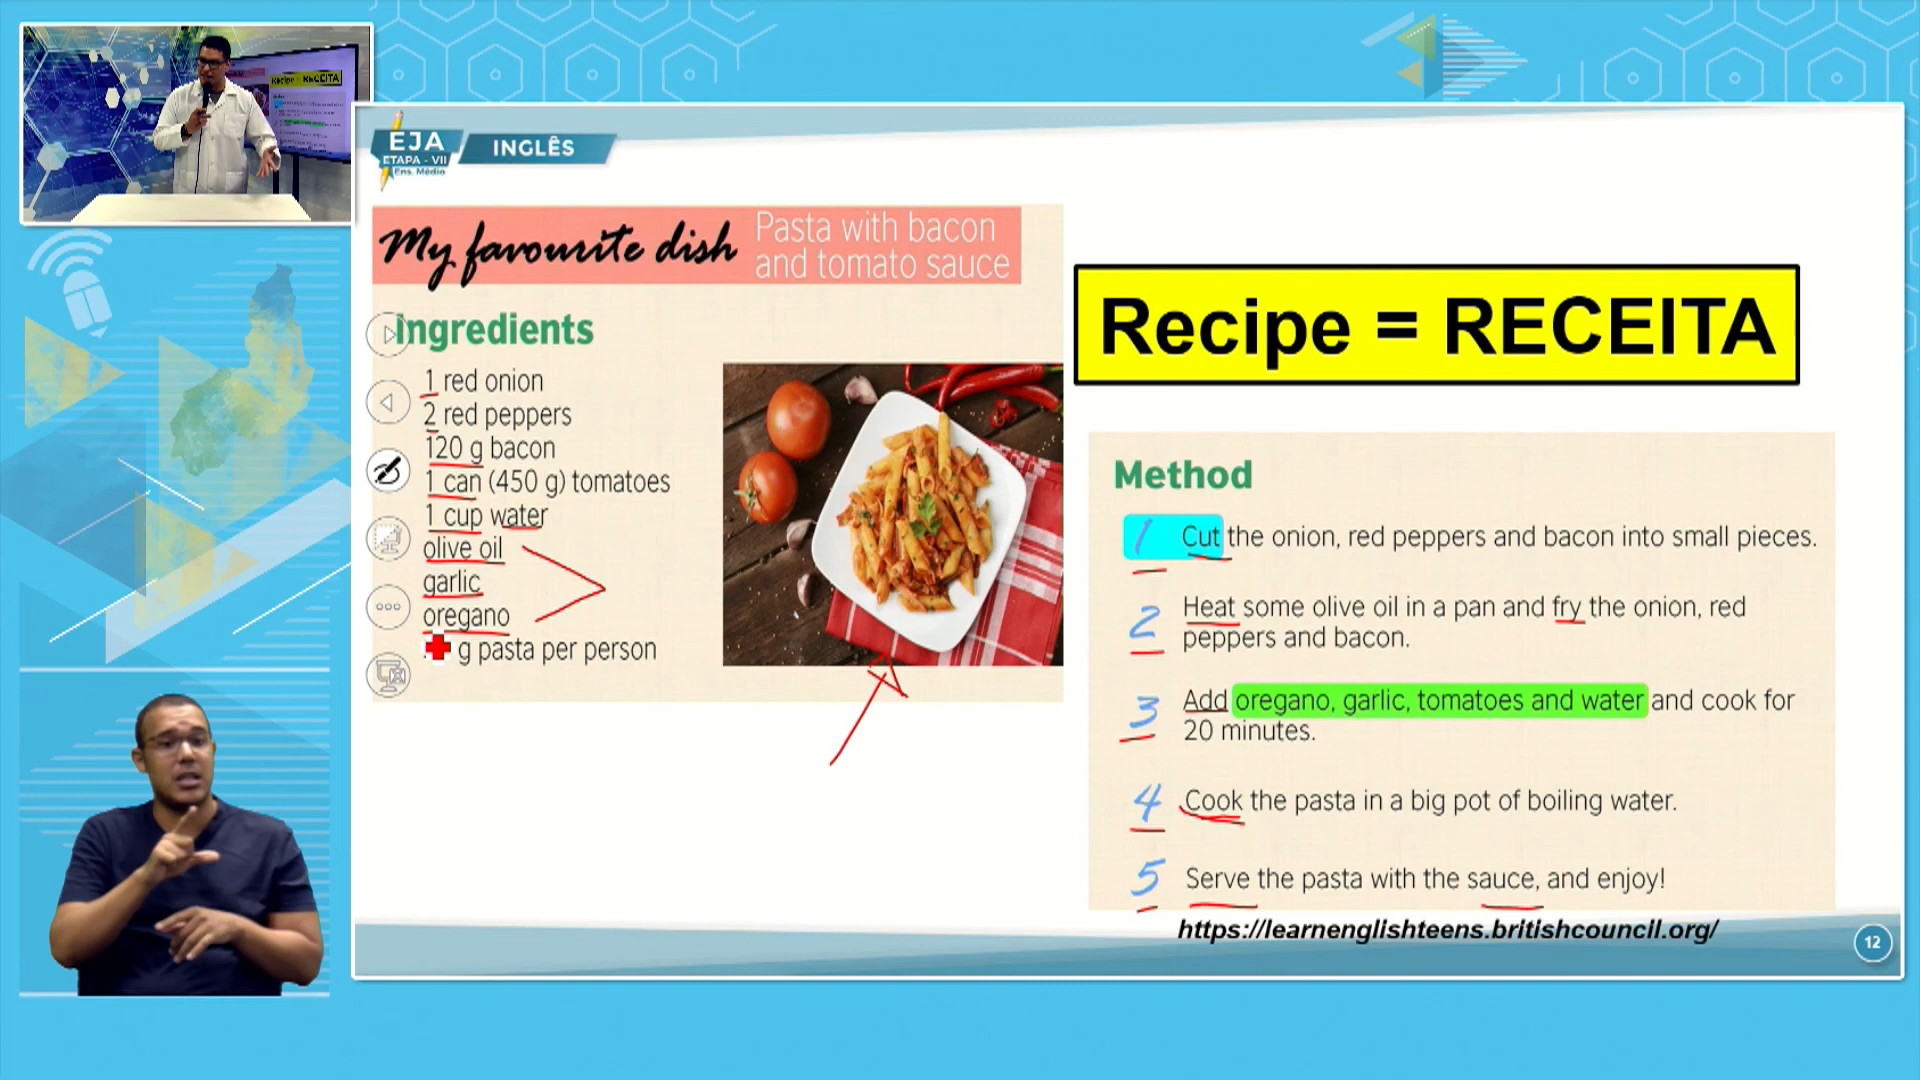 Recipe = RECEITA
EJA
ETAPA - VII
Ens. Médio
INGLÊS
My favourite dish
Pasta with bacon
and tomato sauce
Ingredients
1 red onion
2 red peppers
120 g bacon
1 can (450 g) tomatoes
1 cup water
olive oil
garlic
oregano
g pasta per person
Recipe = RECEITA
Method
1 Cut the onion, red peppers and bacon into small pieces.
2 Heat some olive oil in a pan and fry the onion, red
peppers and bacon.
3 Add oregano, garlic, tomatoes and water and cook for
20 minutes.
4 Cook the pasta in a big pot of boiling water.
5 Serve the pasta with the sauce, and enjoy!
https://learnenglishteens.britishcouncil.org/
12